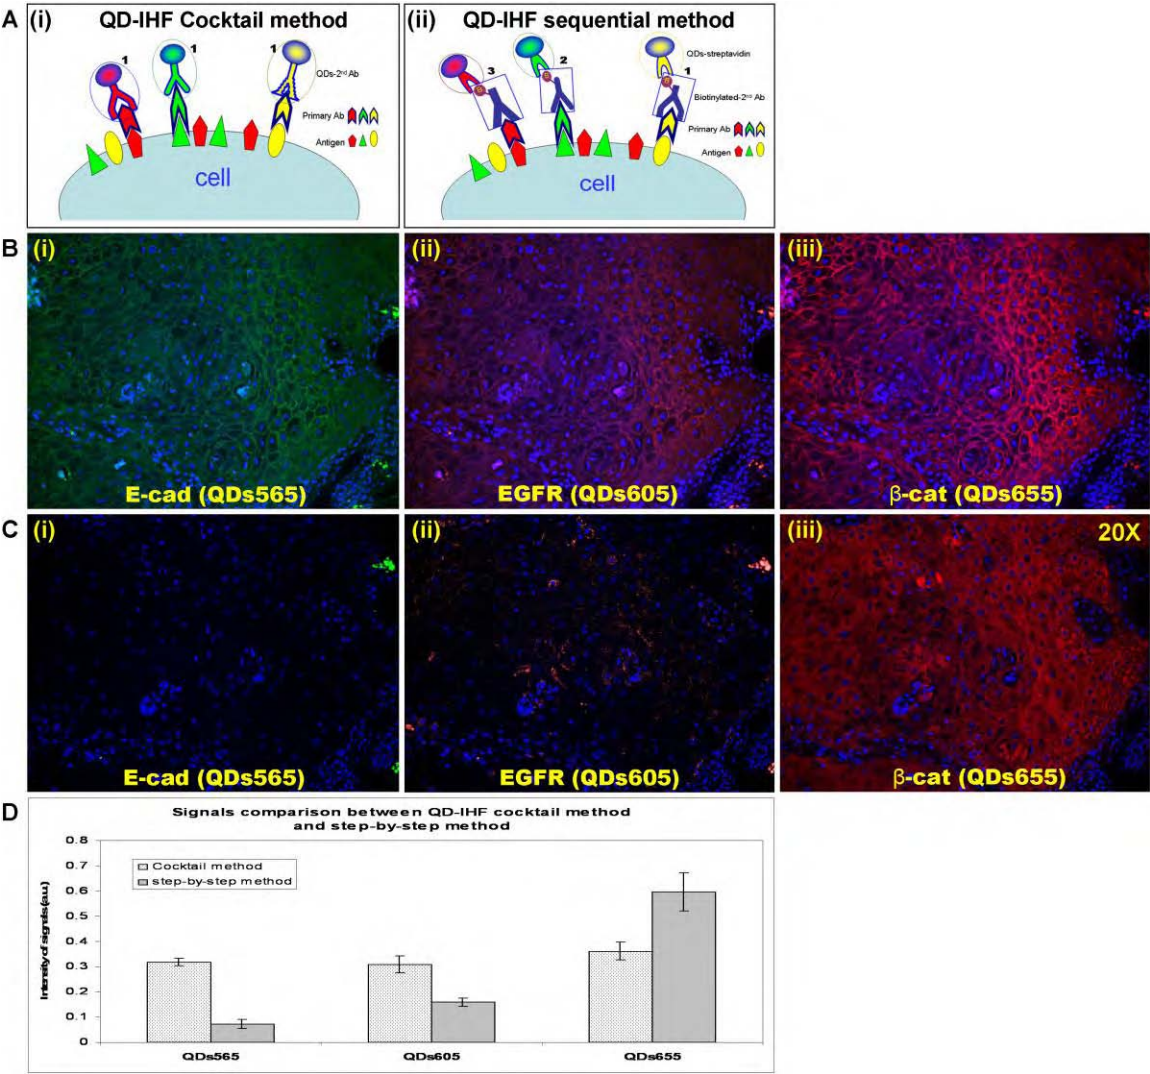 A (i) QD-IHF Cocktail method
1
1
1
QDs-2nd Ab
Primary Ab
Antigen
cell
(ii) QD-IHF sequential method
3
2
1
B
B
B
QDs-streptavidin
Biotinylated-2nd Ab
Primary Ab
Antigen
cell
B (i)
E-cad (QDs565)
(ii)
EGFR (QDs605)
(iii)
β-cat (QDs655)
C (i)
E-cad (QDs565)
(ii)
EGFR (QDs605)
(iii) 20X
β-cat (QDs655)
D
Signals comparison between QD-IHF cocktail method
and step-by-step method
Intensity of signals (a.u.)
0.8
0.7
0.6
0.5
0.4
0.3
0.2
0.1
0
Cocktail method
step-by-step method
QDs565
QDs605
QDs655